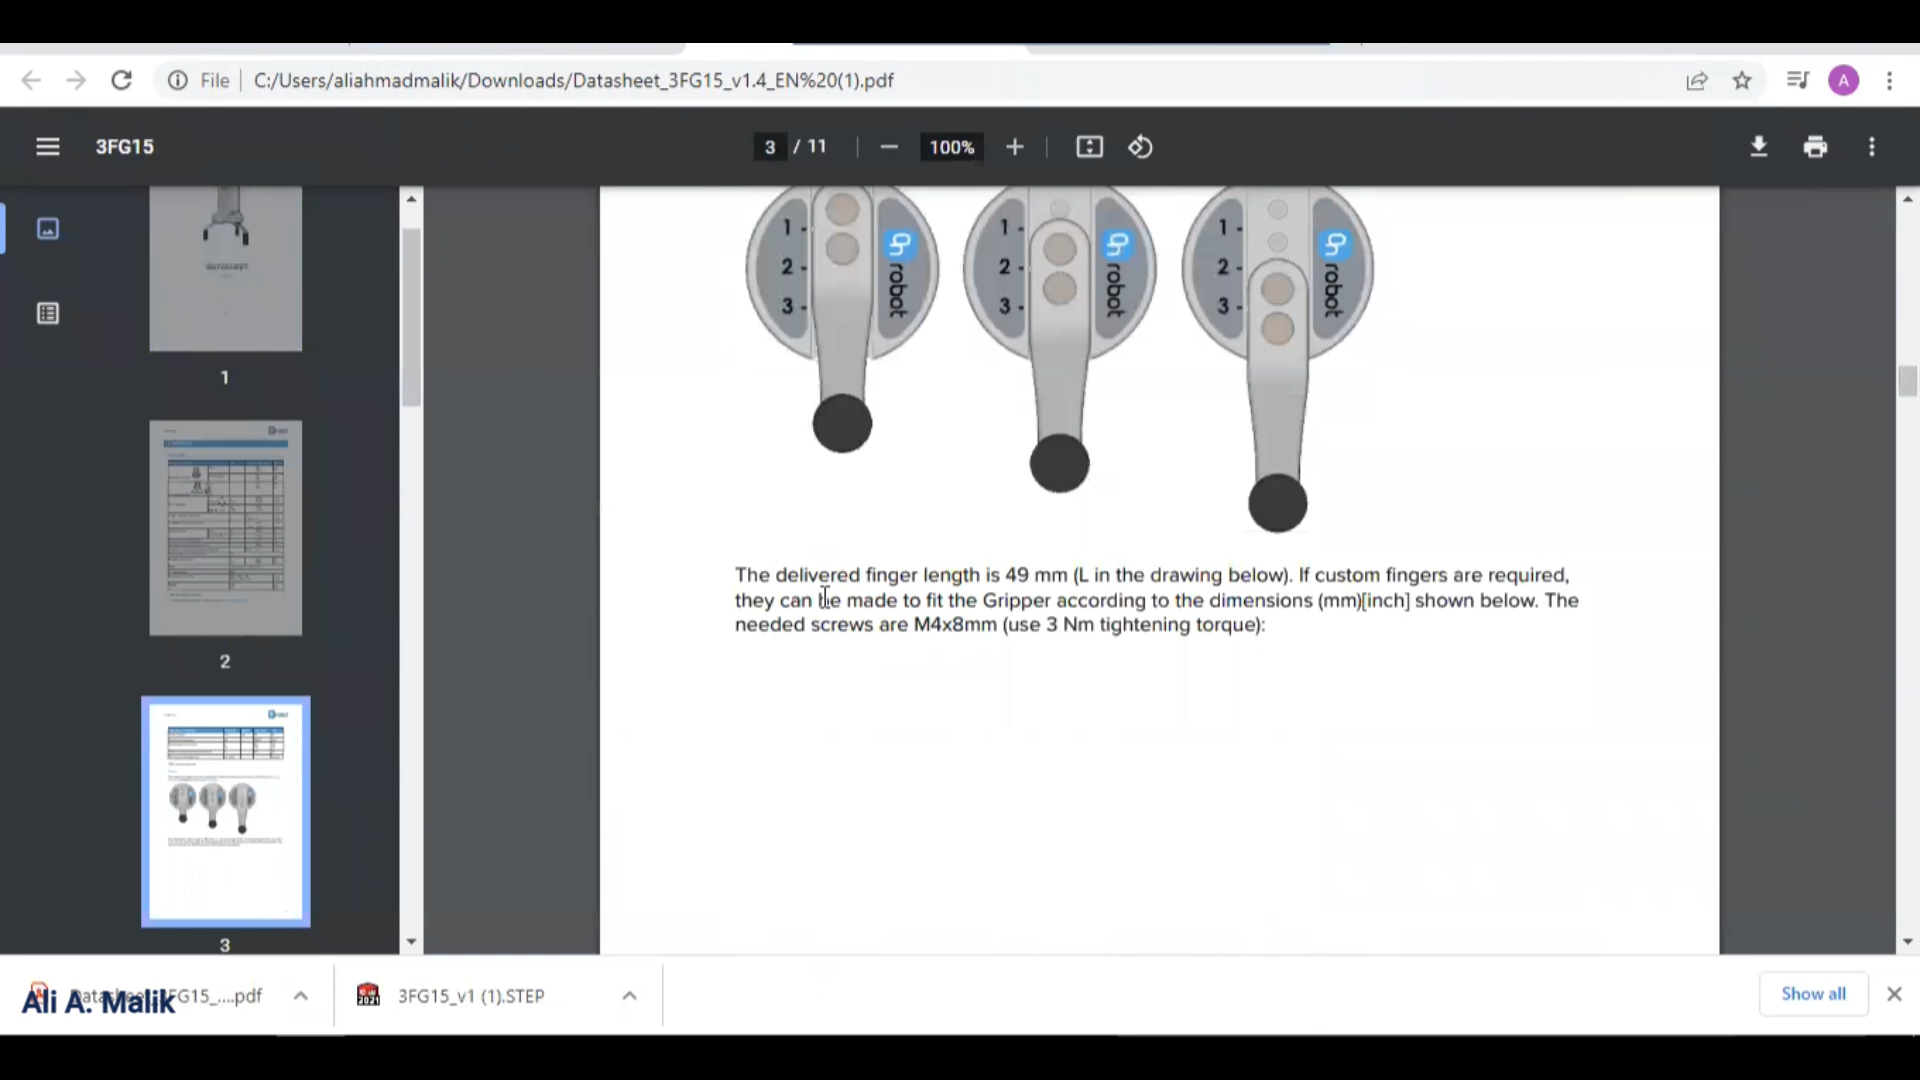 File C:/Users/aliahmadmalik/Downloads/Datasheet_3FG15_v1.4_EN%20(1).pdf A
3FG15 3 / 11 100%
1 2 3 robot
1 2 3 robot
1 2 3 robot
The delivered finger length is 49 mm (L in the drawing below). If custom fingers are required,
they can be made to fit the Gripper according to the dimensions (mm)[inch] shown below. The
needed screws are M4x8mm (use 3 Nm tightening torque):
DATASHEET
1
2
3
Ali A. Malik
3FG15_v1 (1).STEP
2021
Show all